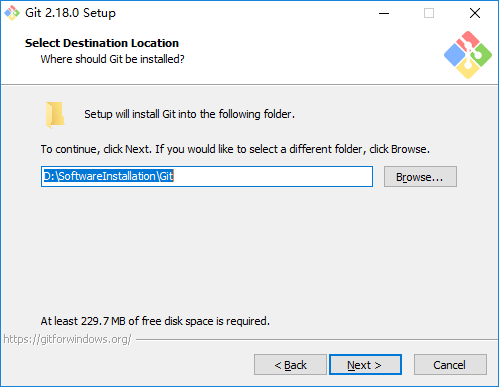 Git 2.18.0 Setup
Select Destination Location
Where should Git be installed?
Setup will install Git into the following folder.
To continue, click Next. If you would like to select a different folder, click Browse.
D:\SoftwareInstallation\Git
Browse...
At least 229.7 MB of free disk space is required.
https://gitforwindows.org/
< Back
Next >
Cancel